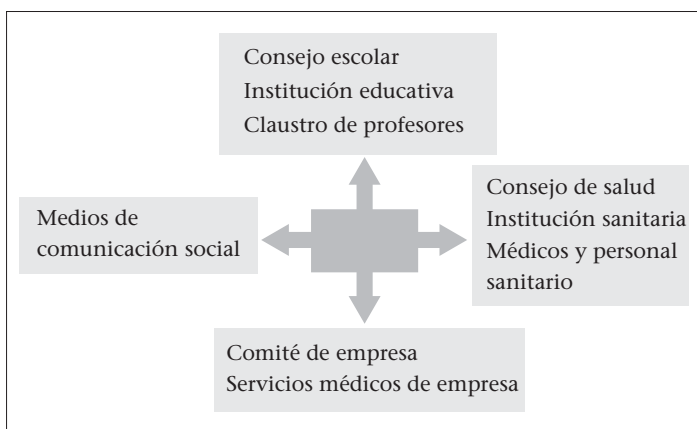 Consejo escolar
Institución educativa
Claustro de profesores
Medios de
comunicación social
Consejo de salud
Institución sanitaria
Médicos y personal
sanitario
Comité de empresa
Servicios médicos de empresa